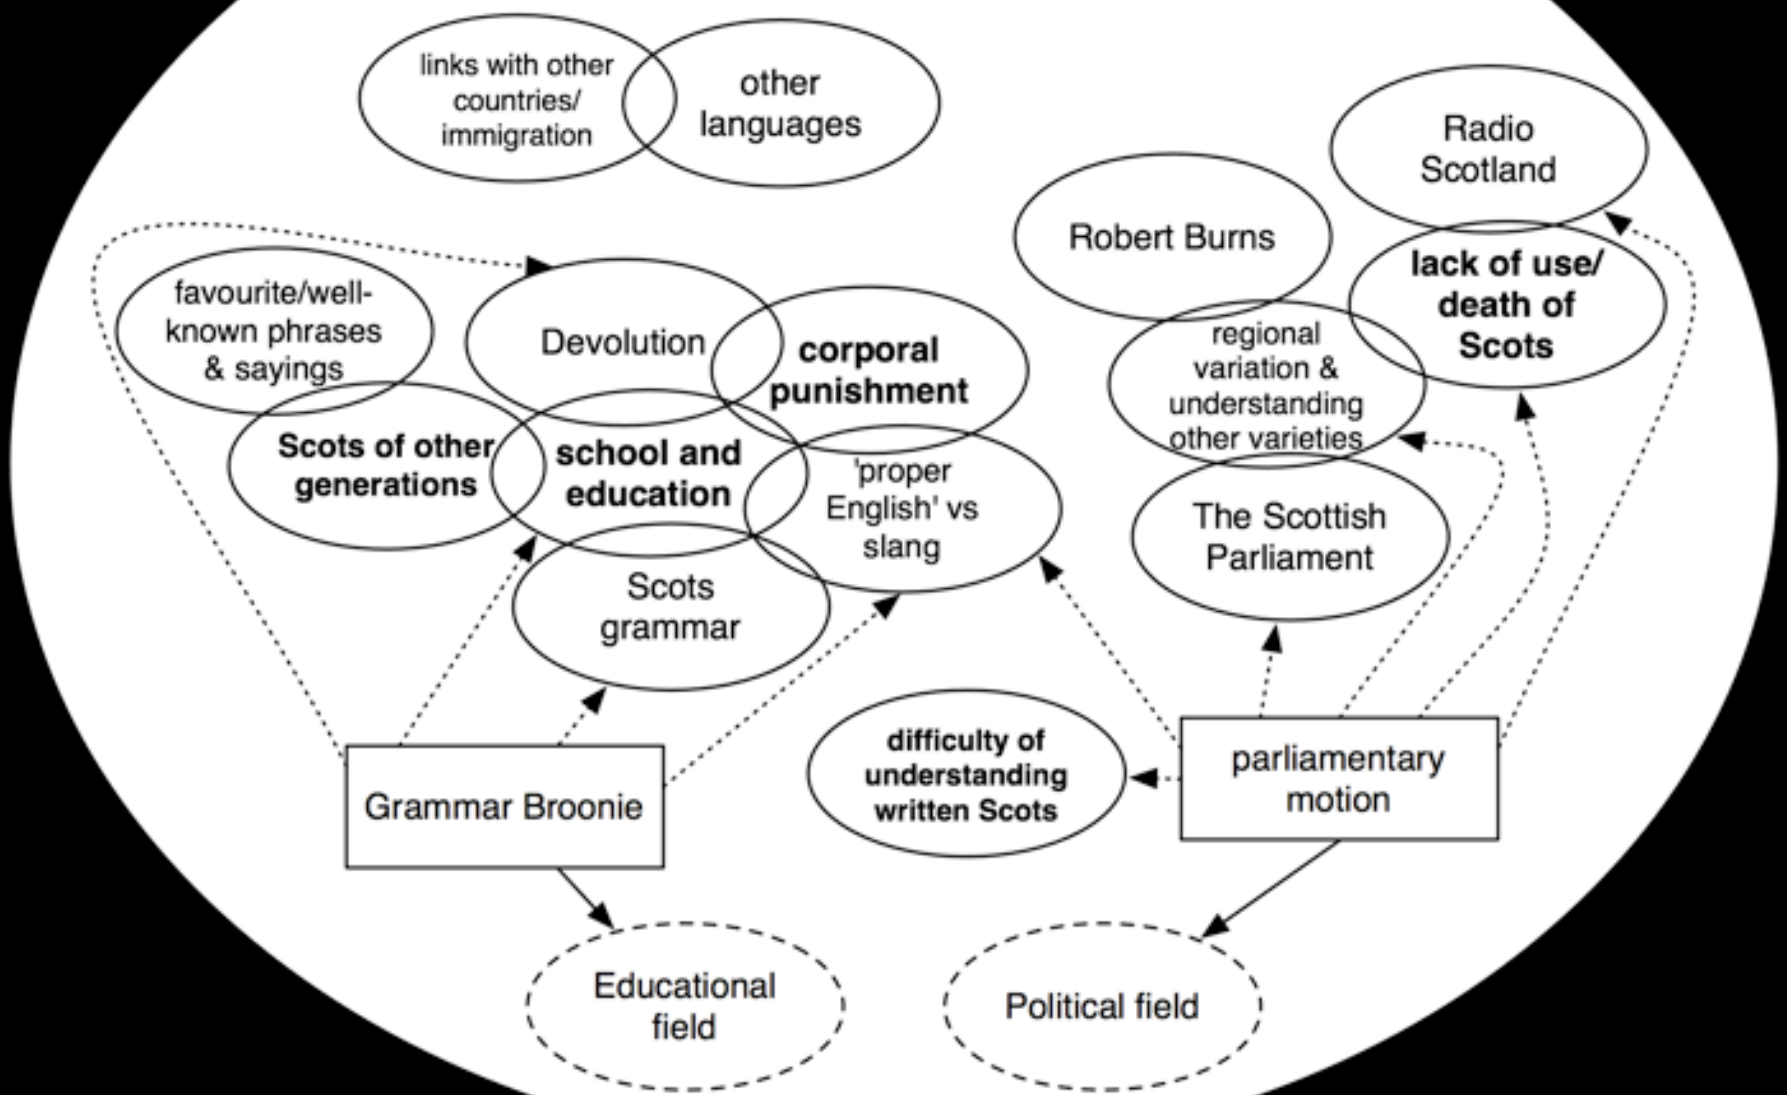 links with other
countries/
immigration
other
languages
Radio
Scotland
Robert Burns
lack of use/
death of
Scots
favourite/well-
known phrases
& sayings
Devolution
corporal
punishment
regional
variation &
understanding
other varieties
Scots of other
generations
school and
education
'proper
English' vs
slang
The Scottish
Parliament
Scots
grammar
difficulty of
understanding
written Scots
parliamentary
motion
Grammar Broonie
Educational
field
Political field